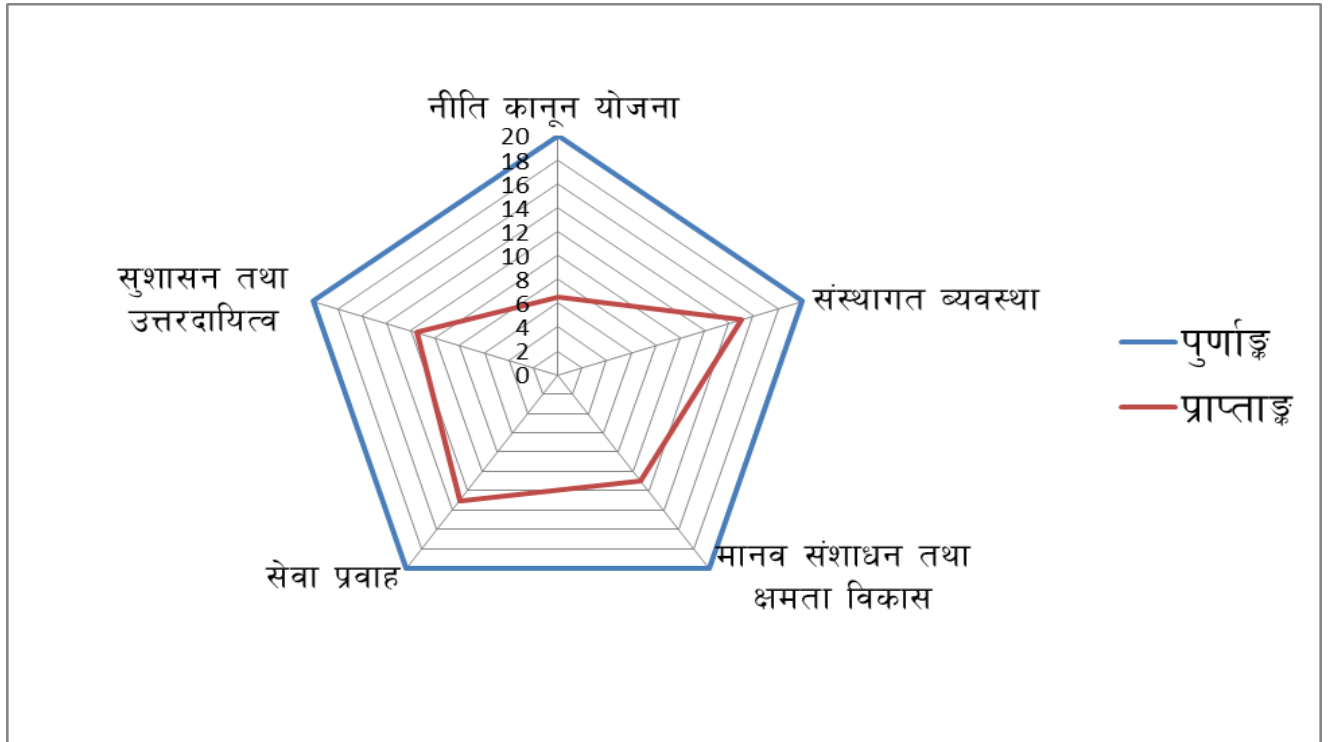 नीति कानून योजना
20
18
16
14
12
10
8
6
4
2
0
संस्थागत ब्यवस्था
मानव संशाधन तथा
क्षमता विकास
सेवा प्रवाह
सुशासन तथा
उत्तरदायित्व
पुर्णाङ्क
प्राप्ताङ्क